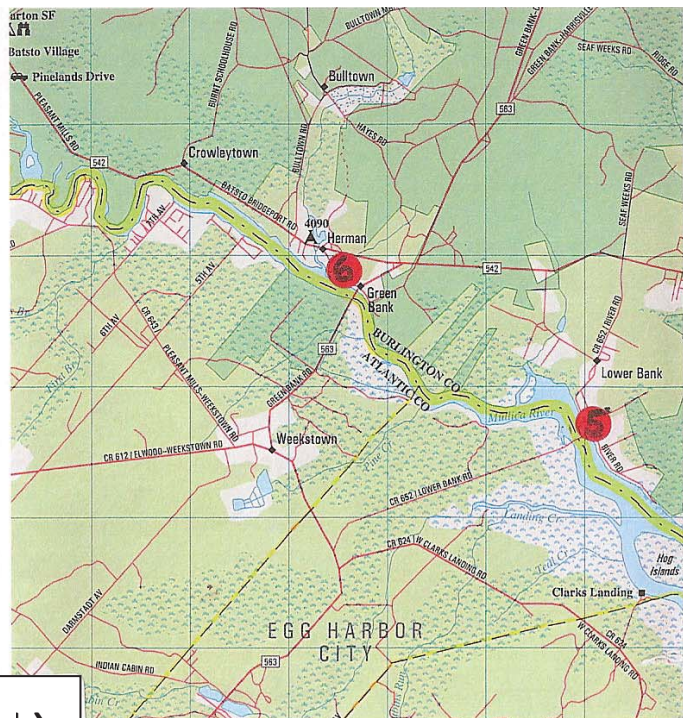 arton SF
Batsto Village
Pinelands Drive
PLEASANT MILLS RD
542
BURNT SCHOOLHOUSE RD
BULLTOWN
Bulltown
GREEN BANK-HARRISVILLE
SEAF WEEKS RD
RIDGE RD
563
HAYES RD
BULLTOWN RD
Crowleytown
BATSTO BRIDGEPORT RD
4090
Herman
6
Green
Bank
542
SEAF WEEKS RD
7TH AV
5TH AV
6TH AV
CR 643 / PLEASANT MILLS-WEEKSTOWN RD
563
GREEN BANK RD
BURLINGTON CO
ATLANTIC CO
CR 652 / RIVER RD
Lower Bank
Mullica River
5
RIVER RD
Weekstown
CR 612 / ELWOOD-WEEKSTOWN RD
Pine Cr
CR 652 / LOWER BANK RD
Landing Cr
CR 624 / W CLARKS LANDING RD
Teal Cr
Hog
Islands
Clarks Landing
DARMSTADT AV
EGG HARBOR
CITY
CR 624
W CLARKS LANDING RD
INDIAN CABIN RD
563
abin Cr